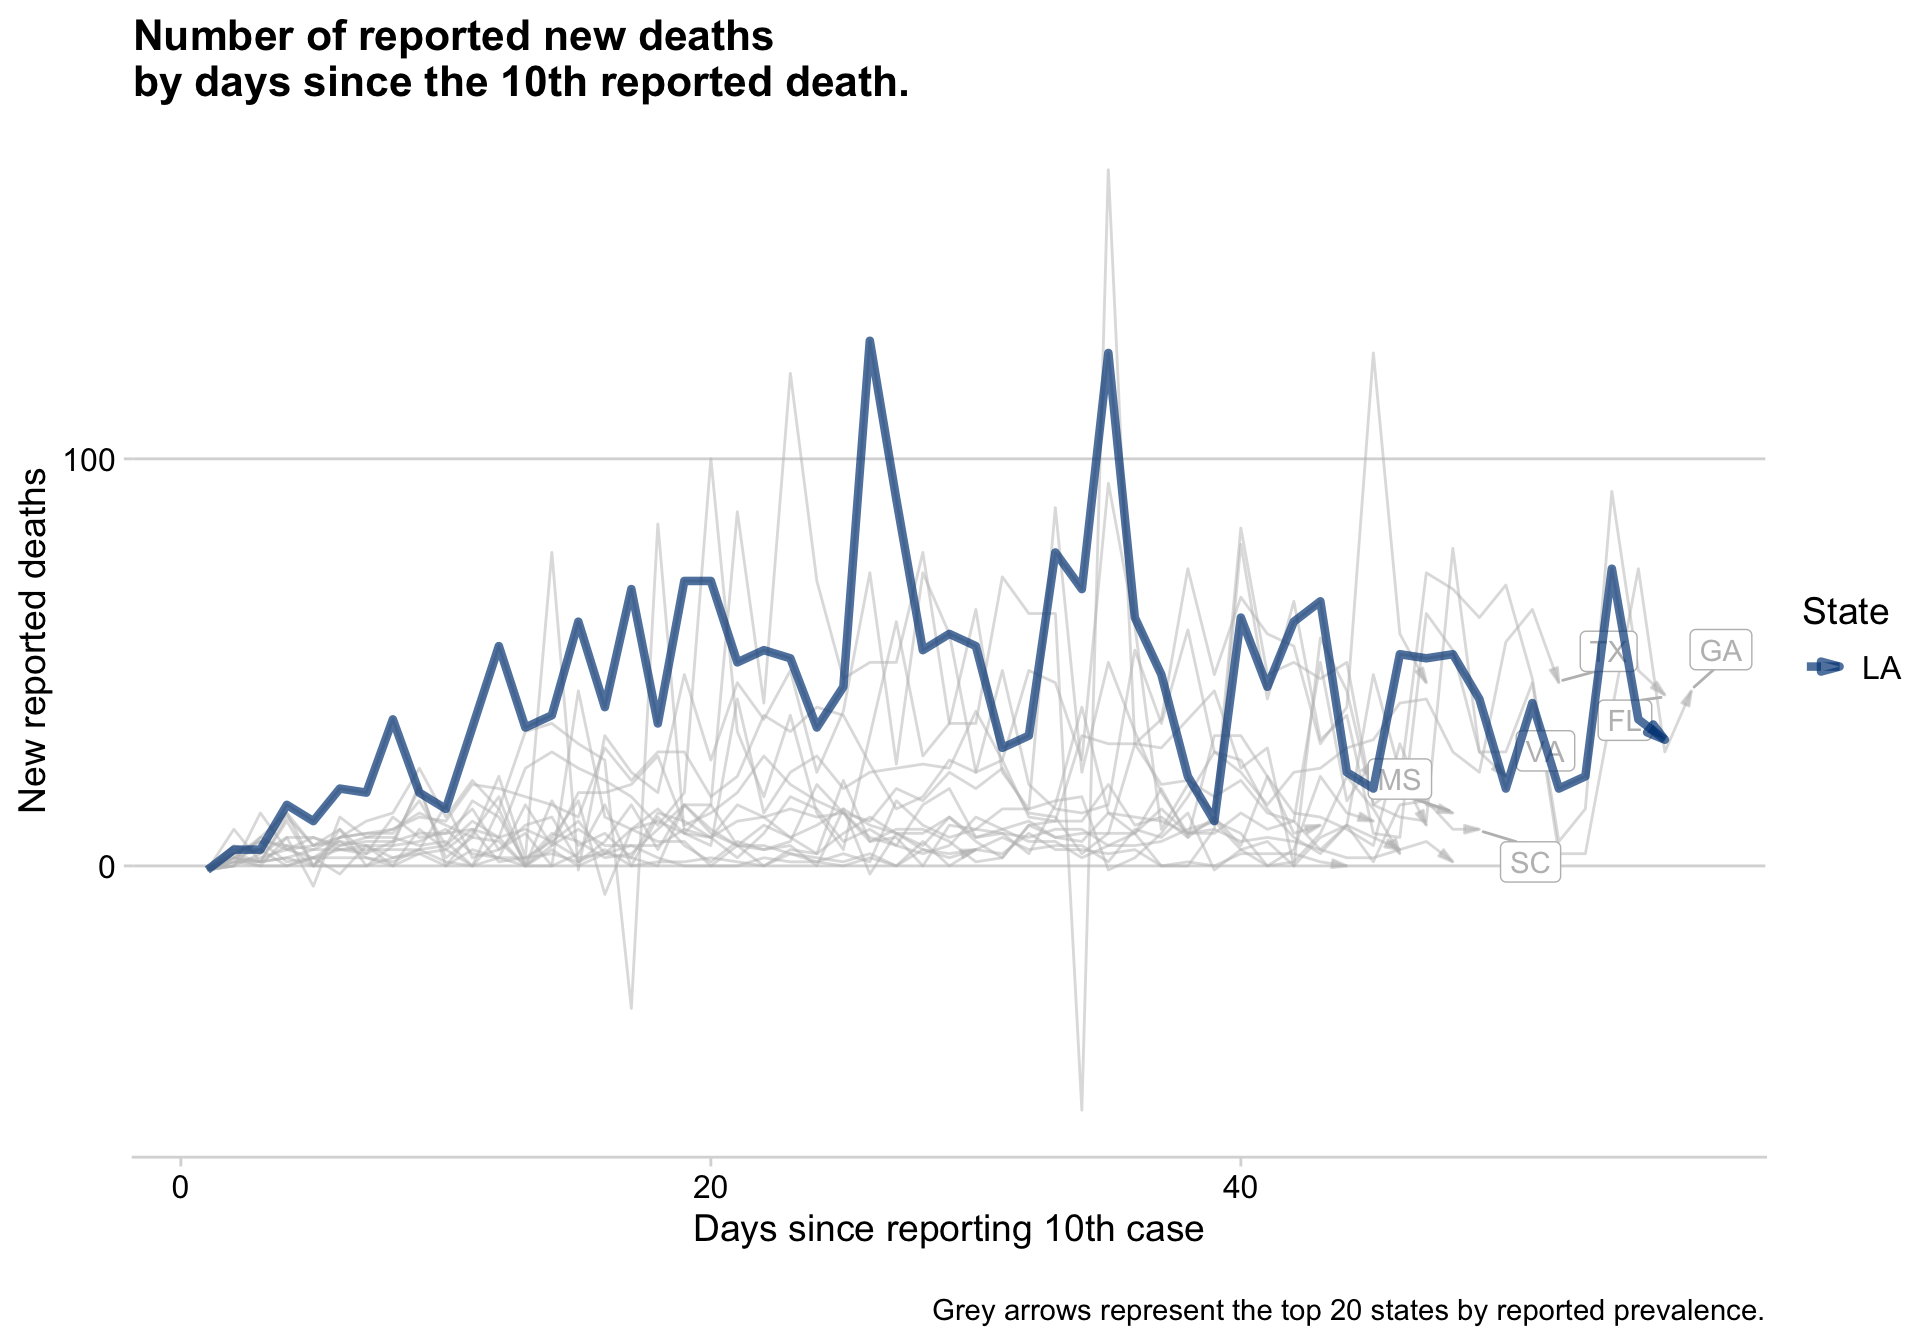 Number of reported new deaths
by days since the 10th reported death.
New reported deaths
100
0
TX
GA
FL
VA
MS
SC
State
LA
0
20
40
Days since reporting 10th case
Grey arrows represent the top 20 states by reported prevalence.